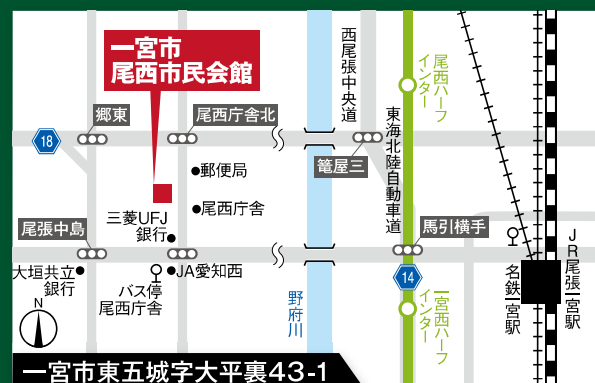 一宮市
尾西市民会館
郷東
尾西庁舎北
西尾張中央道
尾西ハーフ
インター
18
籠屋三
東海北陸自動車道
郵便局
尾西庁舎
三菱UFJ
銀行
尾張中島
馬引横手
大垣共立
銀行
バス停
尾西庁舎
JA愛知西
野府川
14
一宮西ハーフ
インター
名鉄一宮駅
JR尾張一宮駅
N
一宮市東五城字大平裏43-1